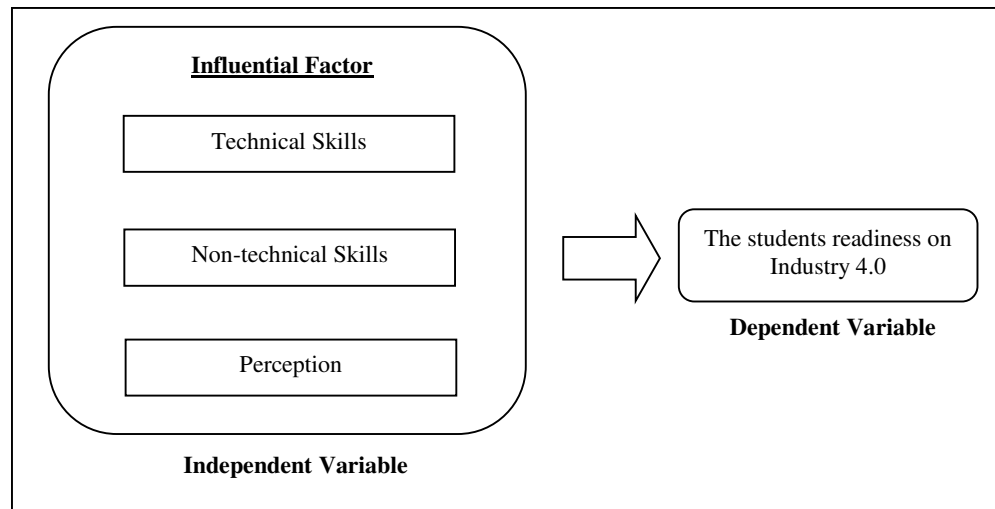 Influential Factor
Technical Skills
Non-technical Skills
Perception
Independent Variable
The students readiness on
Industry 4.0
Dependent Variable